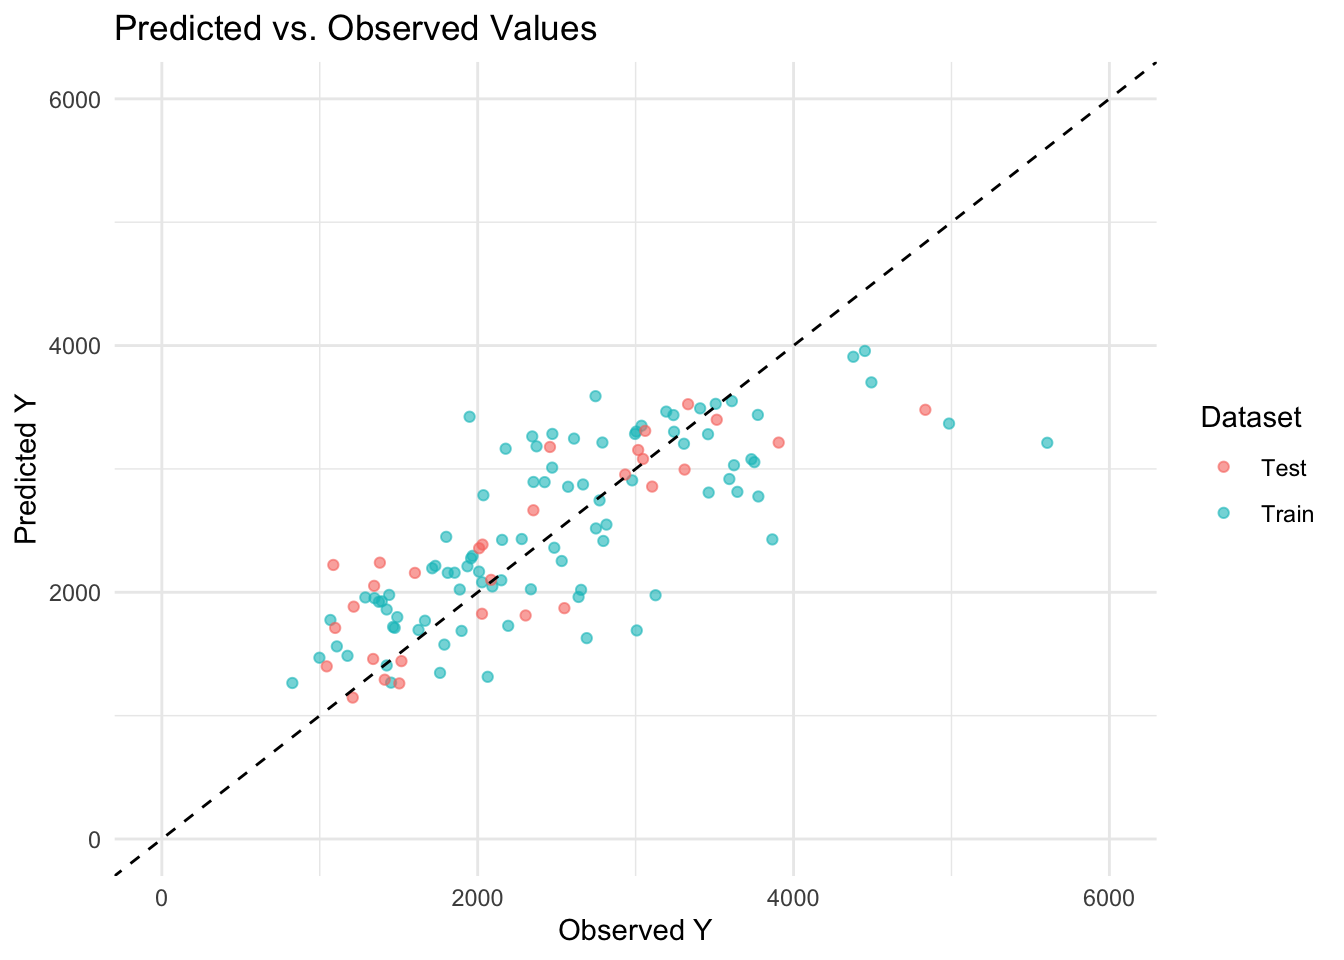 Predicted vs. Observed Values
6000
4000
2000
0
Predicted Y
0 2000 4000 6000
Observed Y
Dataset
Test
Train